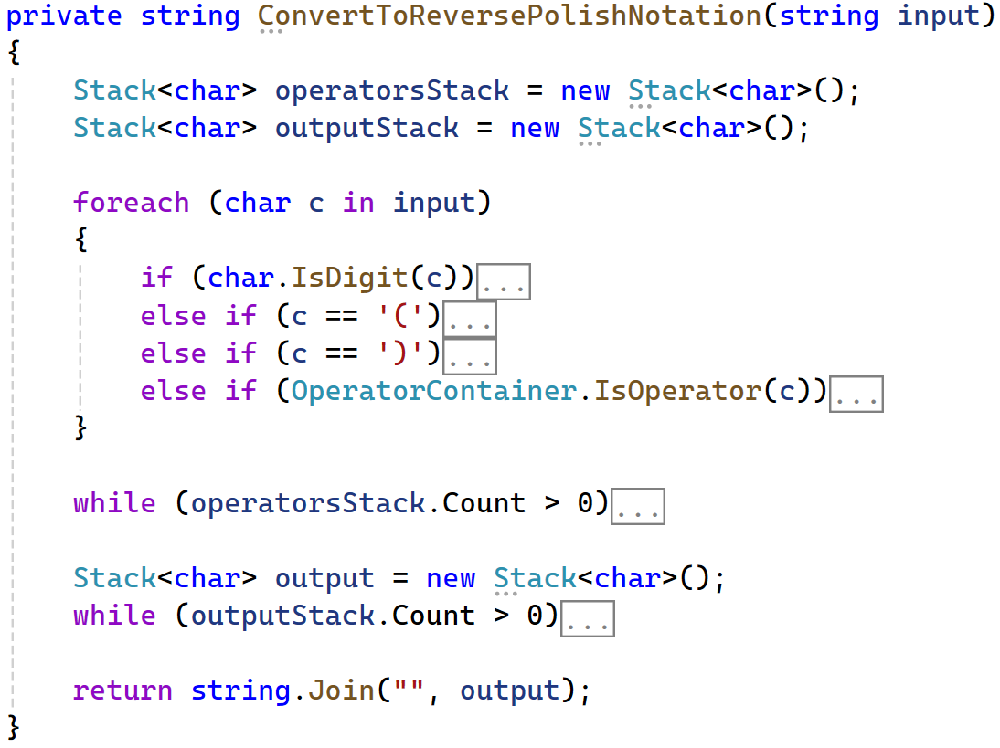 private string ConvertToReversePolishNotation(string input)
{
    Stack<char> operatorsStack = new Stack<char>();
    Stack<char> outputStack = new Stack<char>();

    foreach (char c in input)
    {
        if (char.IsDigit(c))...
        else if (c == '(')...
        else if (c == ')')...
        else if (OperatorContainer.IsOperator(c))...
    }

    while (operatorsStack.Count > 0)...

    Stack<char> output = new Stack<char>();
    while (outputStack.Count > 0)...

    return string.Join("", output);
}